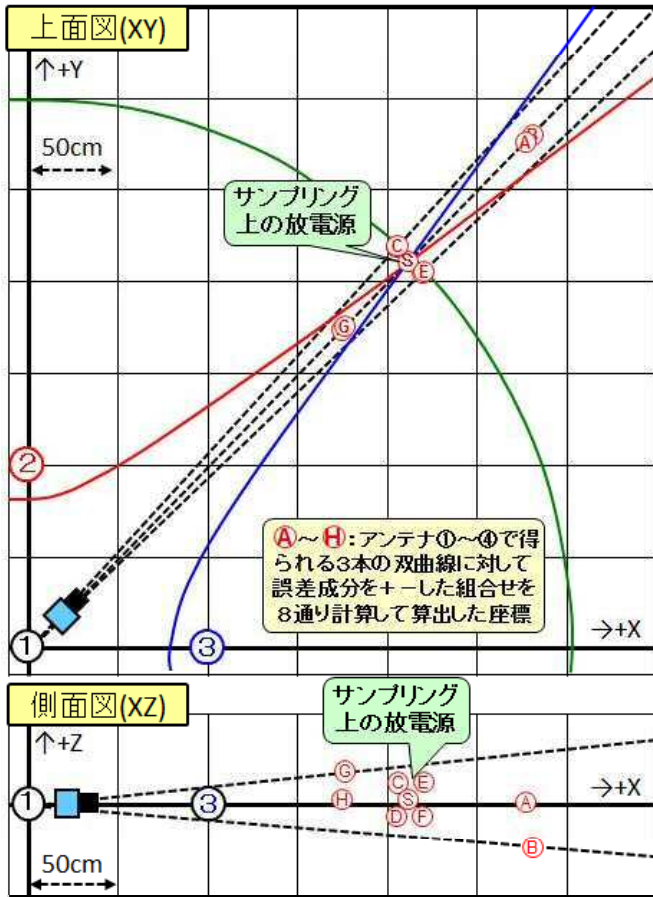 上面図(XY)
↑+Y
50cm
サンプリング
上の放電源
A
B
C
S
E
G
②
Ⓐ~Ⓗ:アンテナ①~④で得
られる3本の双曲線に対して
誤差成分を+-した組合せを
8通り計算して算出した座標
①
③
→+X
側面図(XZ)
サンプリング
上の放電源
↑+Z
G
C
E
→+X
①
③
H
S
A
D
F
B
50cm